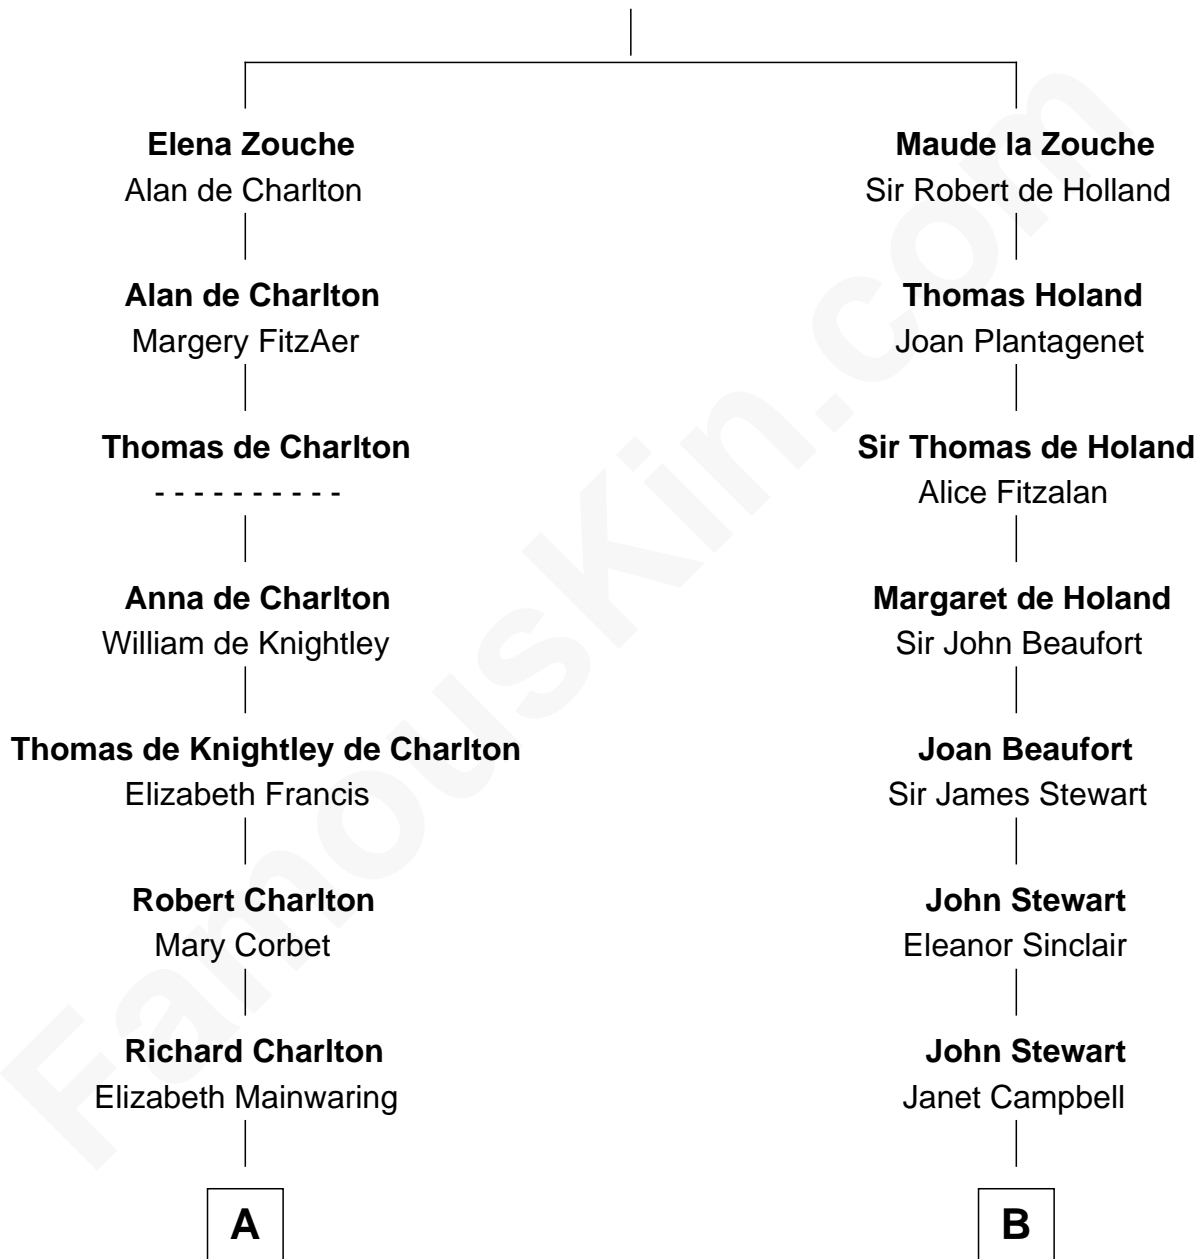 Elena Zouche
Alan de Charlton
Alan de Charlton
Margery FitzAer
Thomas de Charlton
- - - - - - - - - -
Anna de Charlton
William de Knightley
Thomas de Knightley de Charlton
Elizabeth Francis
Robert Charlton
Mary Corbet
Richard Charlton
Elizabeth Mainwaring
A
Maude la Zouche
Sir Robert de Holland
Thomas Holand
Joan Plantagenet
Sir Thomas de Holand
Alice Fitzalan
Margaret de Holand
Sir John Beaufort
Joan Beaufort
Sir James Stewart
John Stewart
Eleanor Sinclair
John Stewart
Janet Campbell
B
FamousKin.com